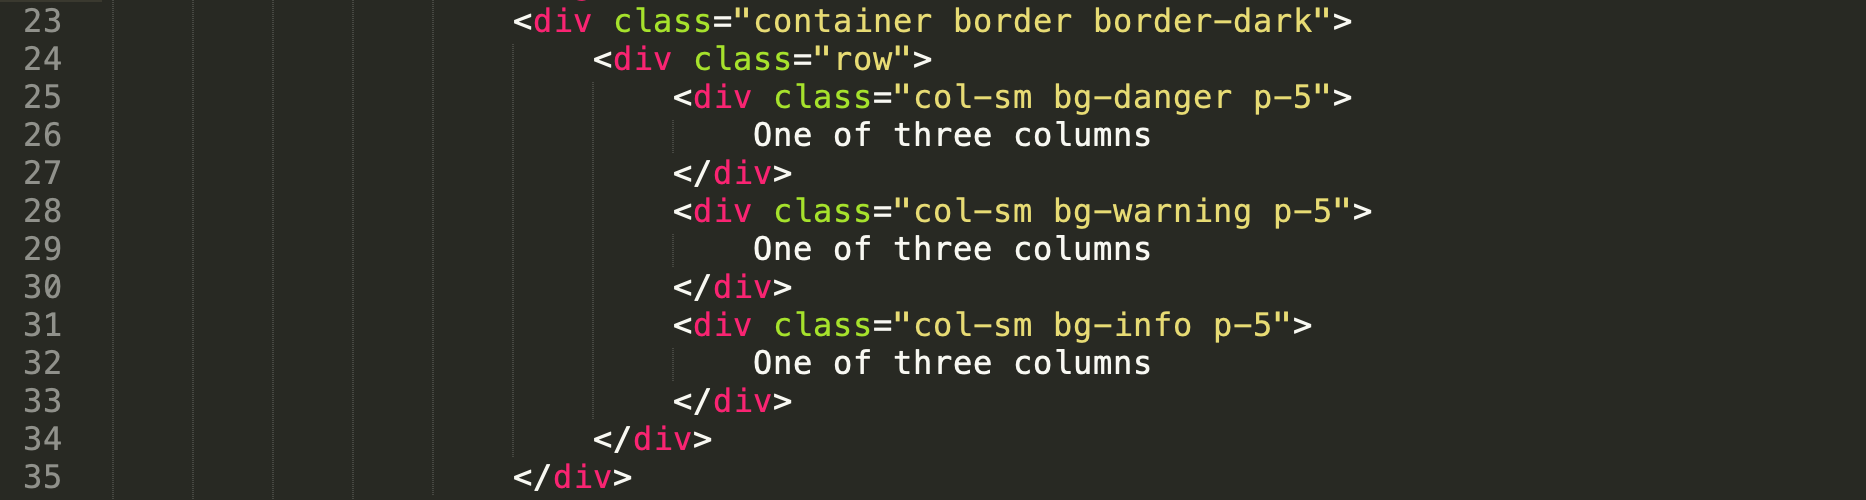 23 <div class="container border border-dark">
24 <div class="row">
25 <div class="col-sm bg-danger p-5">
26 One of three columns
27 </div>
28 <div class="col-sm bg-warning p-5">
29 One of three columns
30 </div>
31 <div class="col-sm bg-info p-5">
32 One of three columns
33 </div>
34 </div>
35 </div>